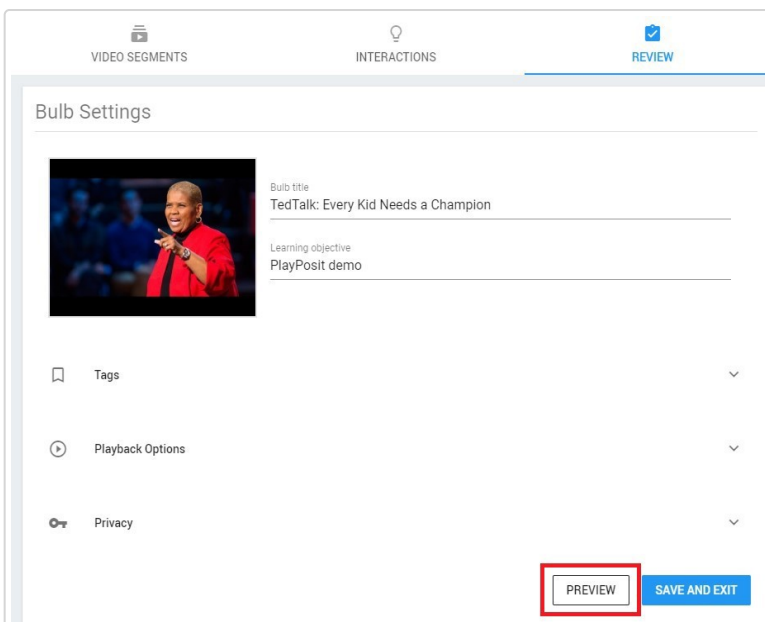 VIDEO SEGMENTS
INTERACTIONS
REVIEW
Bulb Settings
Bulb title
TedTalk: Every Kid Needs a Champion
Learning objective
PlayPosit demo
Tags
Playback Options
Privacy
PREVIEW
SAVE AND EXIT